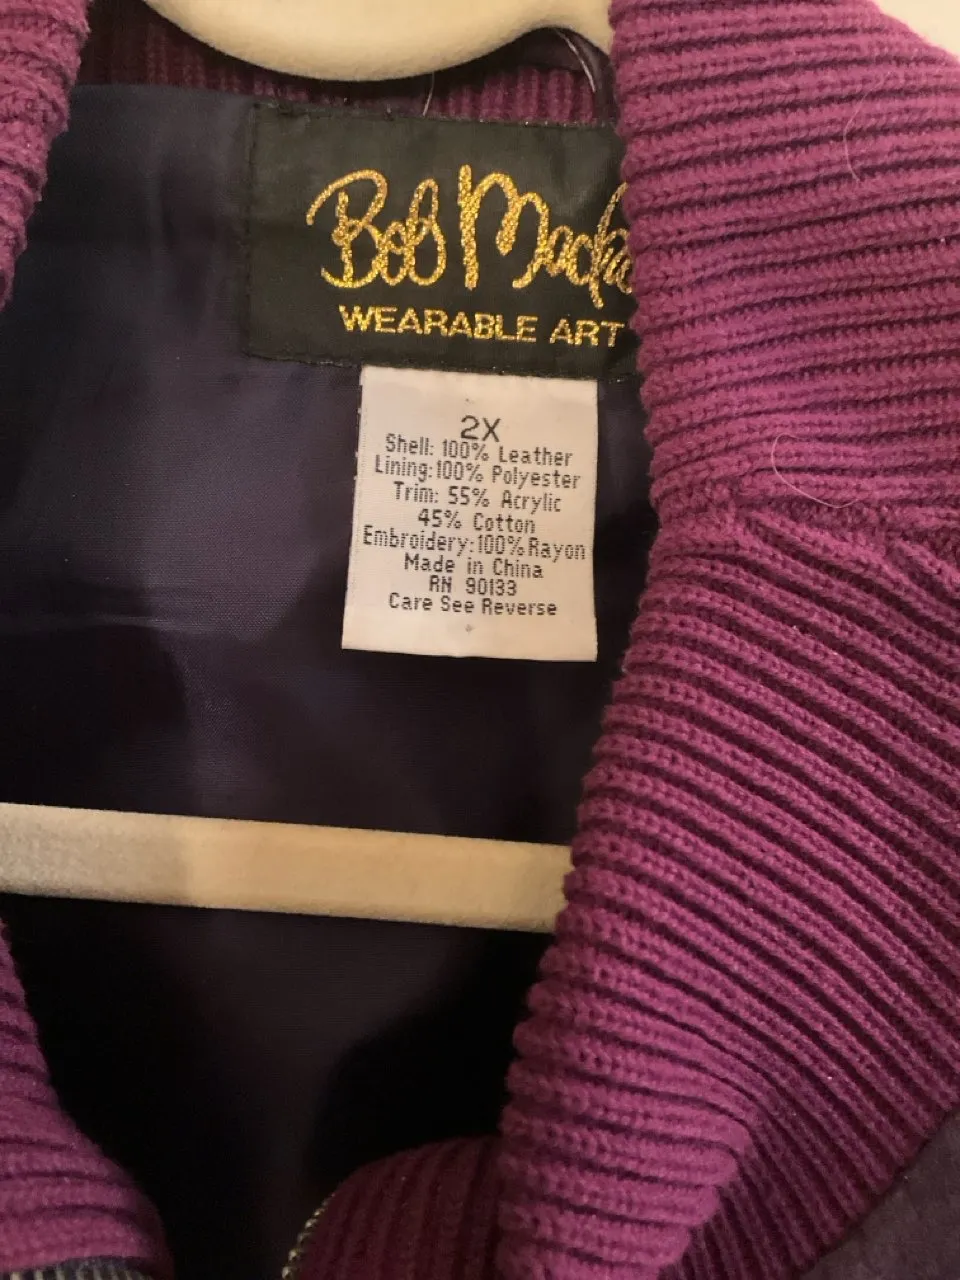 Bob Mackie
WEARABLE ART
2X
Shell: 100% Leather
Lining:100% Polyester
Trim: 55% Acrylic
45% Cotton
Embroidery:100%Rayon
Made in China
RN 90133
Care See Reverse